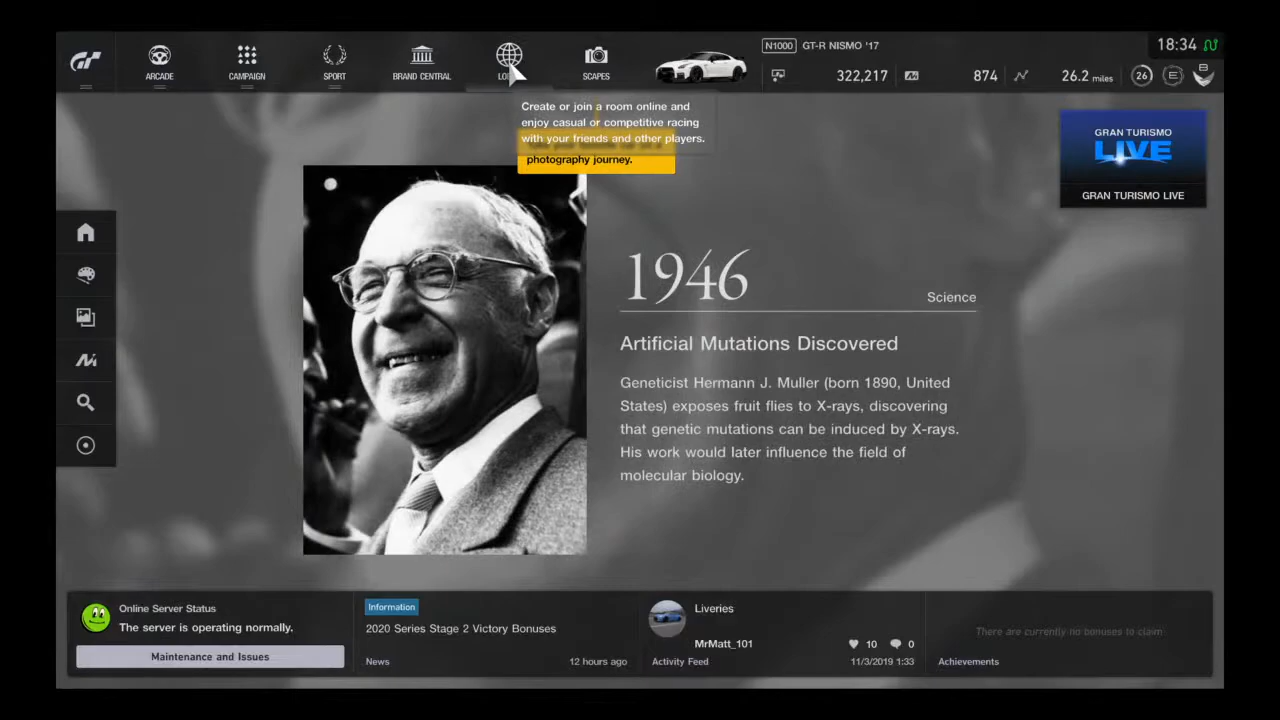 ARCADE
CAMPAIGN
SPORT
BRAND CENTRAL
SCAPES
N1000 GT-R NISMO '17
322,217
874
26.2 miles
26
E
B
18:34
Create or join a room online and
enjoy casual or competitive racing
with your friends and other players.
photography journey.
GRAN TURISMO
LIVE
GRAN TURISMO LIVE
1946
Science
Artificial Mutations Discovered
Geneticist Hermann J. Muller (born 1890, United
States) exposes fruit flies to X-rays, discovering
that genetic mutations can be induced by X-rays.
His work would later influence the field of
molecular biology.
Online Server Status
The server is operating normally.
Maintenance and Issues
Information
2020 Series Stage 2 Victory Bonuses
News
12 hours ago
Liveries
MrMatt_101
10
0
Activity Feed
11/3/2019 1:33
There are currently no bonuses to claim
Achievements